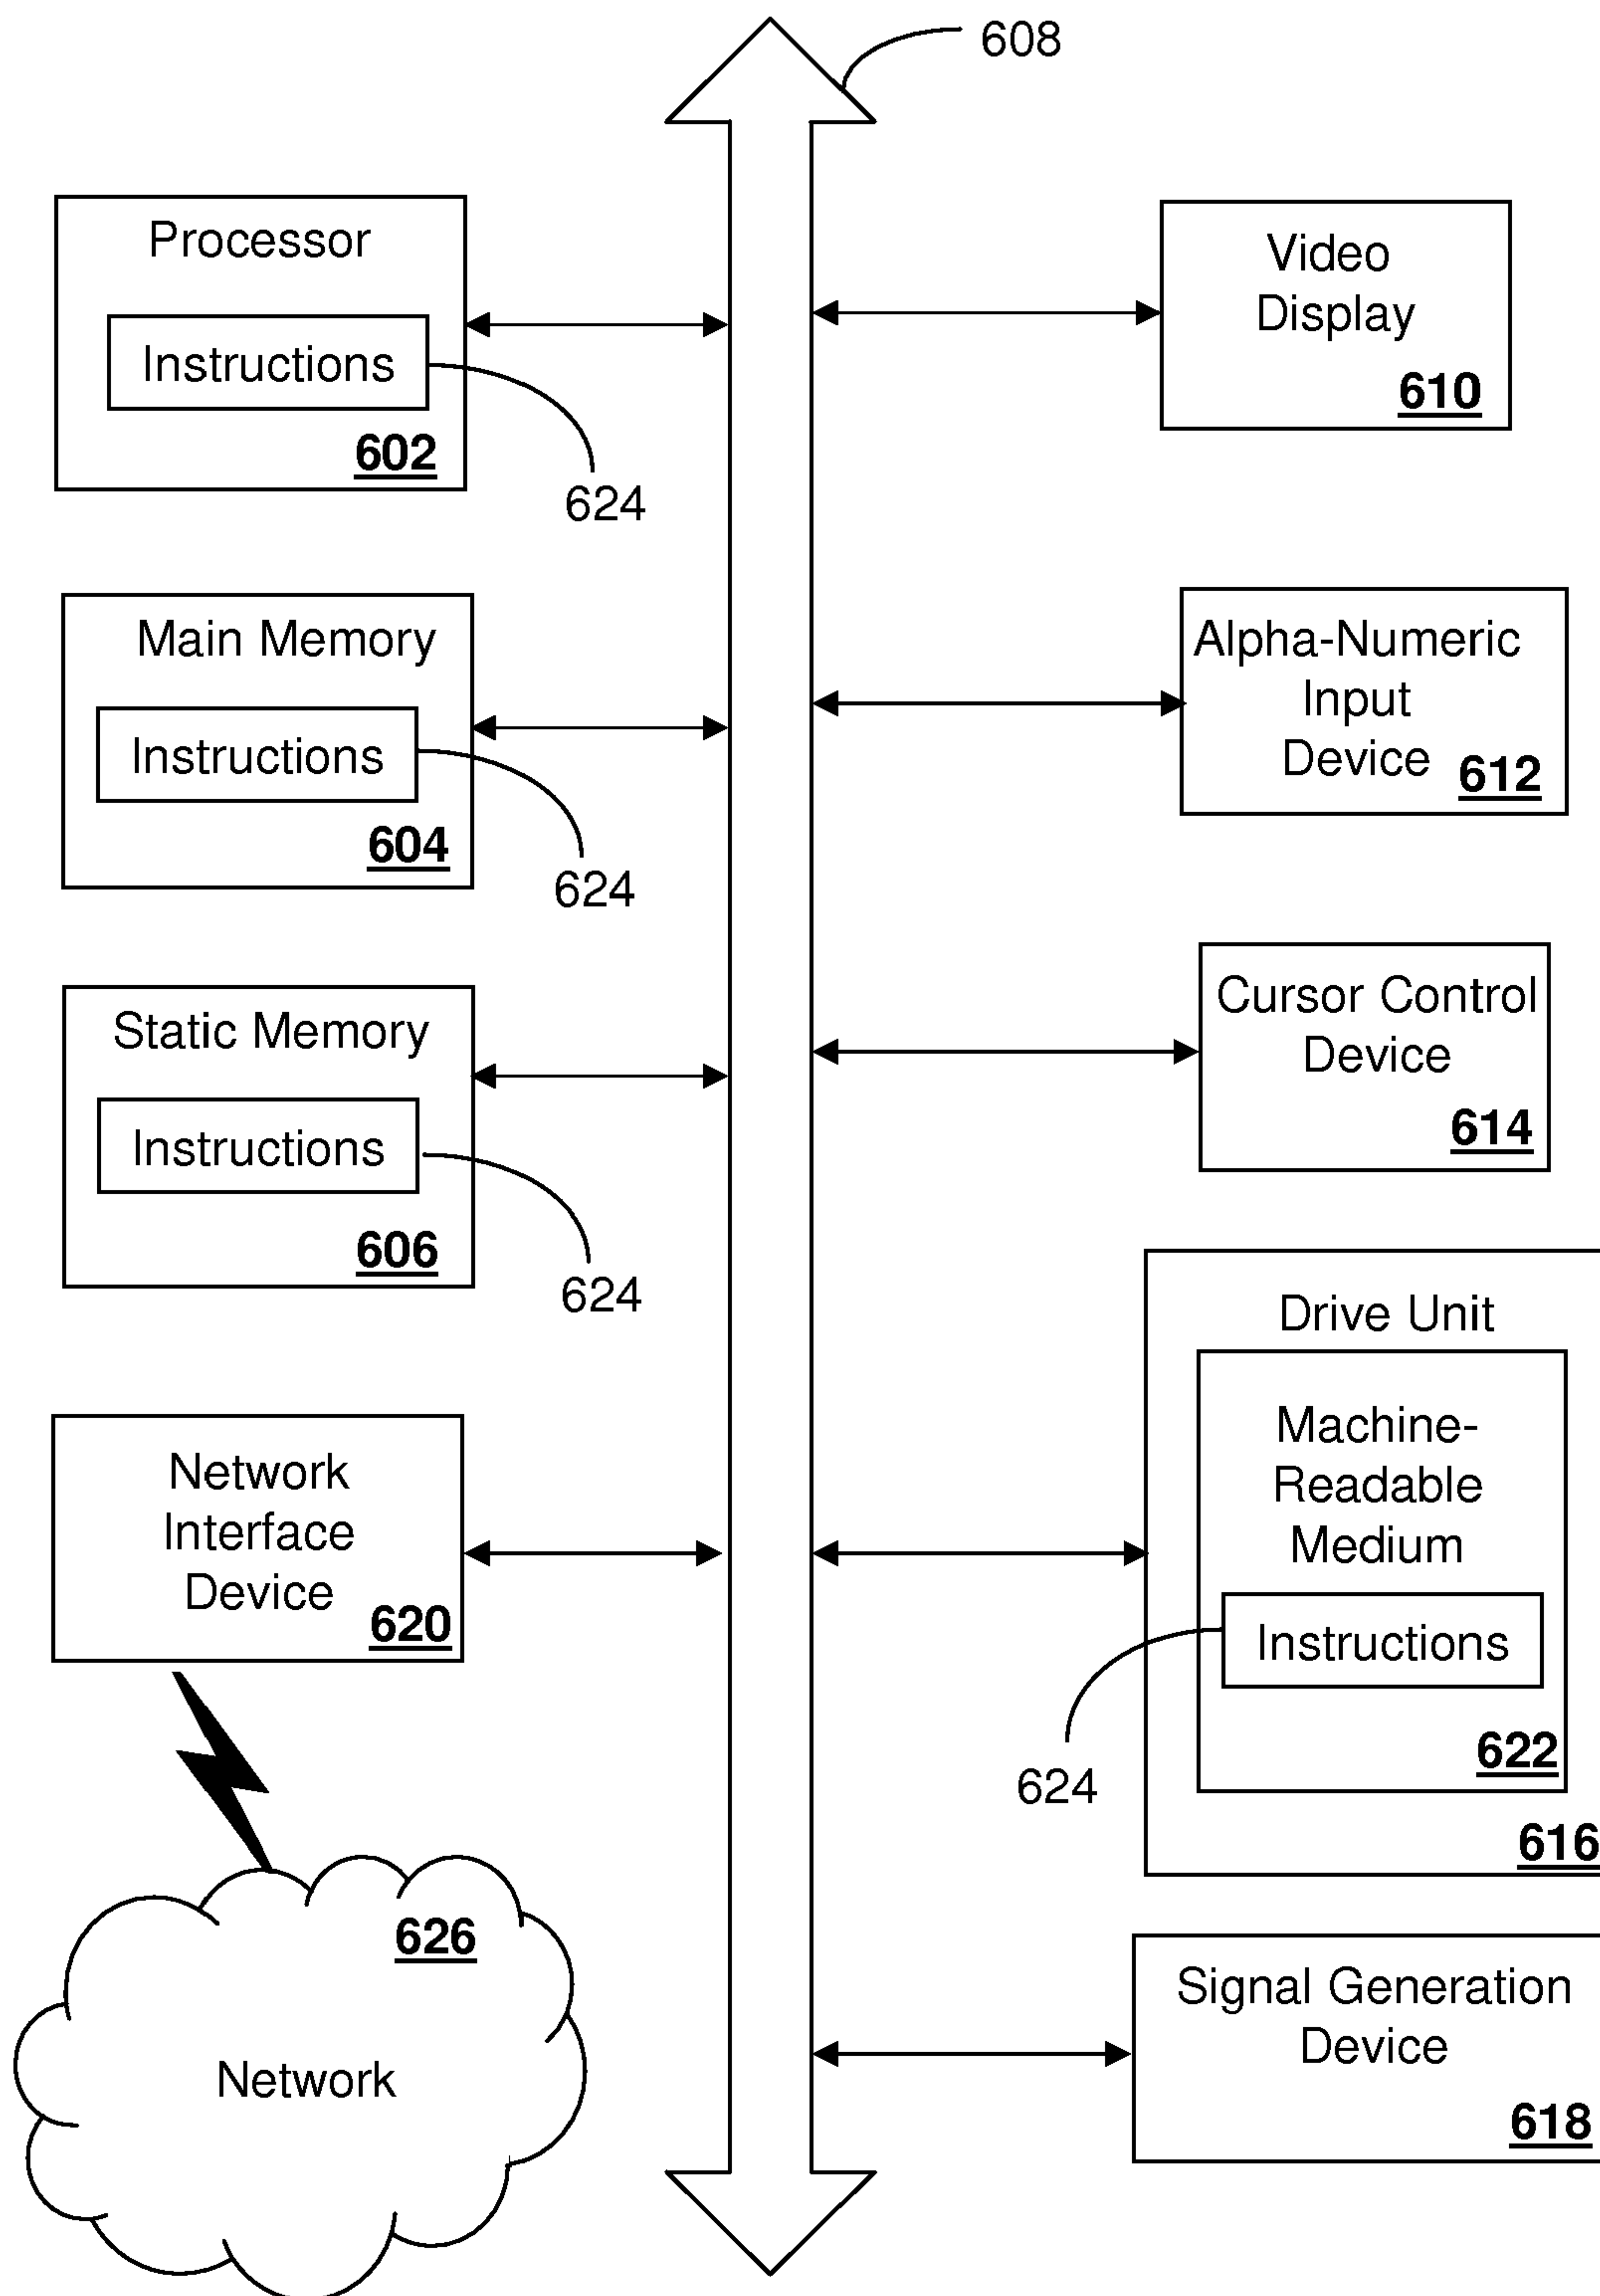 608
Processor
Instructions
602
624
Main Memory
Instructions
604
624
Static Memory
Instructions
606
624
Network
Interface
Device
620
626
Network
Video
Display
610
Alpha-Numeric
Input
Device
612
Cursor Control
Device
614
Drive Unit
Machine-
Readable
Medium
Instructions
622
624
616
Signal Generation
Device
618